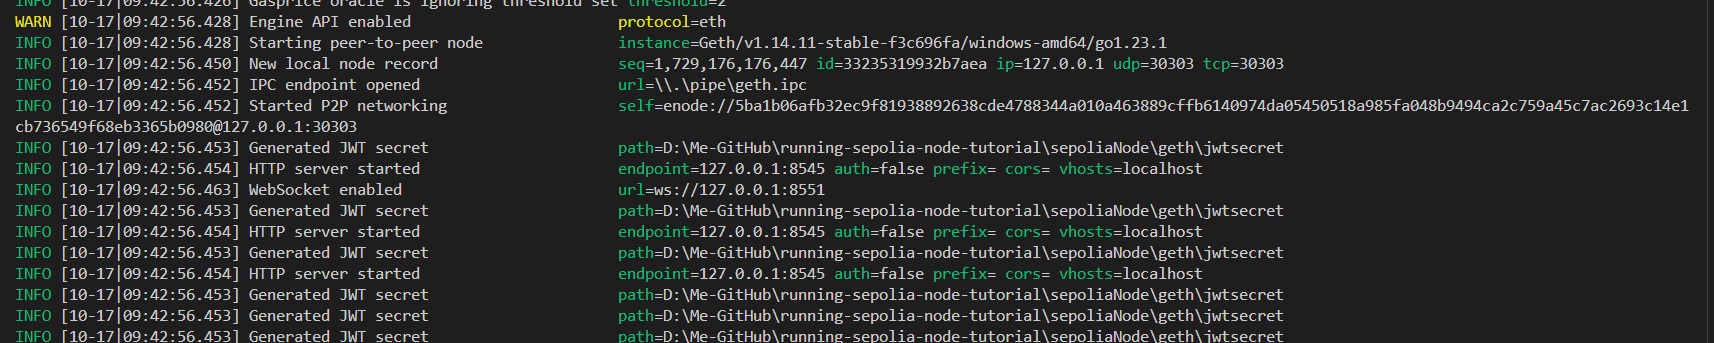 INFO [10-17|09:42:56.426] Gasprice oracle is ignoring threshold set threshold=2
WARN [10-17|09:42:56.428] Engine API enabled protocol=eth
INFO [10-17|09:42:56.428] Starting peer-to-peer node instance=Geth/v1.14.11-stable-f3c696fa/windows-amd64/go1.23.1
INFO [10-17|09:42:56.450] New local node record seq=1,729,176,176,447 id=33235319932b7aea ip=127.0.0.1 udp=30303 tcp=30303
INFO [10-17|09:42:56.452] IPC endpoint opened url=\\.\pipe\geth.ipc
INFO [10-17|09:42:56.452] Started P2P networking self=enode://5ba1b06afb32ec9f81938892638cde4788344a010a463889cffb6140974da05450518a985fa048b9494ca2c759a45c7ac2693c14e1
cb736549f68eb3365b0980@127.0.0.1:30303
INFO [10-17|09:42:56.453] Generated JWT secret path=D:\Me-GitHub\running-sepolia-node-tutorial\sepoliaNode\geth\jwtsecret
INFO [10-17|09:42:56.454] HTTP server started endpoint=127.0.0.1:8545 auth=false prefix= cors= vhosts=localhost
INFO [10-17|09:42:56.463] WebSocket enabled url=ws://127.0.0.1:8551
INFO [10-17|09:42:56.453] Generated JWT secret path=D:\Me-GitHub\running-sepolia-node-tutorial\sepoliaNode\geth\jwtsecret
INFO [10-17|09:42:56.454] HTTP server started endpoint=127.0.0.1:8545 auth=false prefix= cors= vhosts=localhost
INFO [10-17|09:42:56.453] Generated JWT secret path=D:\Me-GitHub\running-sepolia-node-tutorial\sepoliaNode\geth\jwtsecret
INFO [10-17|09:42:56.454] HTTP server started endpoint=127.0.0.1:8545 auth=false prefix= cors= vhosts=localhost
INFO [10-17|09:42:56.453] Generated JWT secret path=D:\Me-GitHub\running-sepolia-node-tutorial\sepoliaNode\geth\jwtsecret
INFO [10-17|09:42:56.453] Generated JWT secret path=D:\Me-GitHub\running-sepolia-node-tutorial\sepoliaNode\geth\jwtsecret
INFO [10-17|09:42:56.453] Generated JWT secret path=D:\Me-GitHub\running-sepolia-node-tutorial\sepoliaNode\geth\jwtsecret